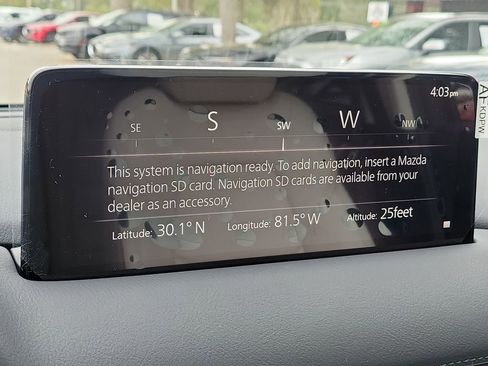 4:03pm
SE S SW W NW
This system is navigation ready. To add navigation, insert a Mazda
navigation SD card. Navigation SD cards are available from your
dealer as an accessory.
Latitude: 30.1° N Longitude: 81.5° W Altitude: 25feet